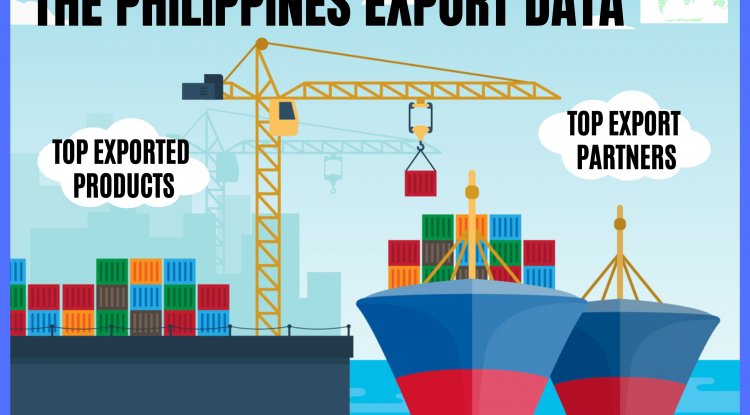 THE PHILIPPINES EXPORT DATA
TOP EXPORTED
PRODUCTS
TOP EXPORT
PARTNERS